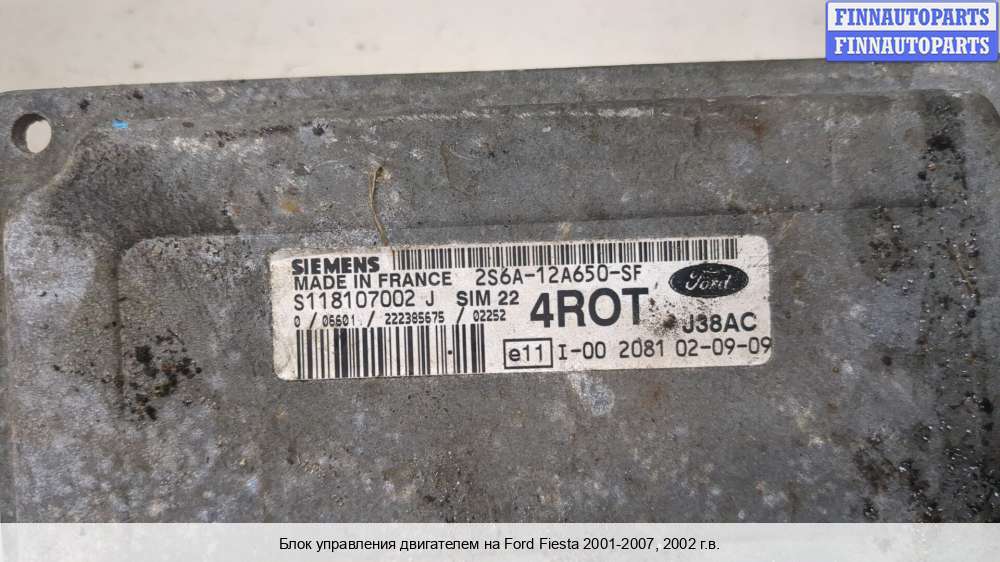 FINNAUTOPARTS
FINNAUTOPARTS
SIEMENS
MADE IN FRANCE 2S6A-12A650-SF
S118107002 J SIM 22 4ROT Ford
0 / 06601 / 222385675 / 02252 J38AC
e11 I-00 2081 02-09-09
Блок управления двигателем на Ford Fiesta 2001-2007, 2002 г.в.